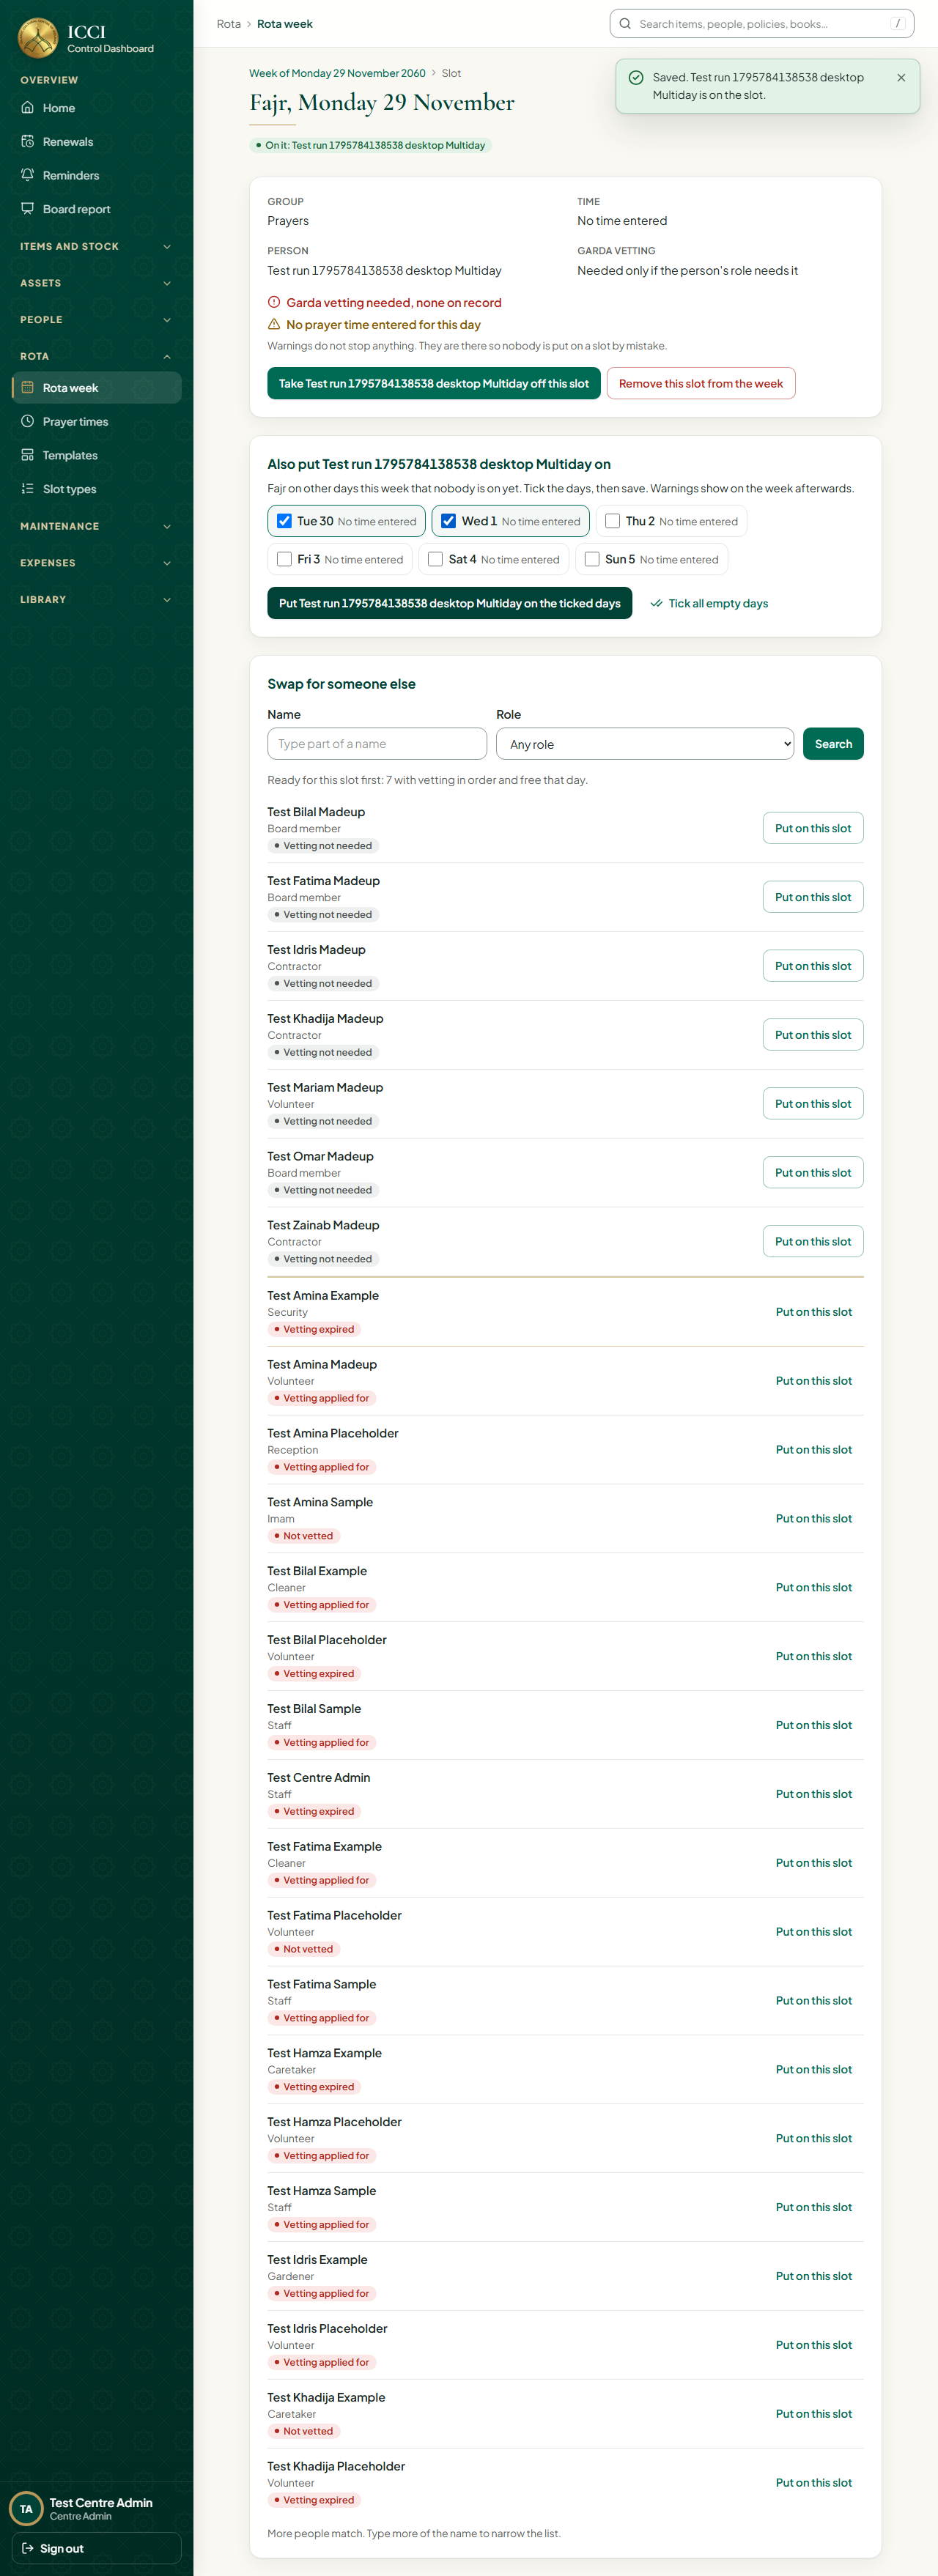 ICCI
Control Dashboard
OVERVIEW
Home
Renewals
Reminders
Board report
ITEMS AND STOCK
ASSETS
PEOPLE
ROTA
Rota week
Prayer times
Templates
Slot types
MAINTENANCE
EXPENSES
LIBRARY
Test Centre Admin
TA
Centre Admin
Sign out
Rota > Rota week
Search items, people, policies, books...
/
Saved. Test run 1795784138538 desktop
Multiday is on the slot.
Week of Monday 29 November 2060 > Slot
Fajr, Monday 29 November
On it: Test run 1795784138538 desktop Multiday
GROUP
Prayers
TIME
No time entered
PERSON
Test run 1795784138538 desktop Multiday
GARDA VETTING
Needed only if the person's role needs it
Garda vetting needed, none on record
No prayer time entered for this day
Warnings do not stop anything. They are there so nobody is put on a slot by mistake.
Take Test run 1795784138538 desktop Multiday off this slot
Remove this slot from the week
Also put Test run 1795784138538 desktop Multiday on
Fajr on other days this week that nobody is on yet. Tick the days, then save. Warnings show on the week afterwards.
Tue 30 No time entered
Wed 1 No time entered
Thu 2 No time entered
Fri 3 No time entered
Sat 4 No time entered
Sun 5 No time entered
Put Test run 1795784138538 desktop Multiday on the ticked days
Tick all empty days
Swap for someone else
Name
Role
Type part of a name
Any role
Search
Ready for this slot first: 7 with vetting in order and free that day.
Test Bilal Madeup
Board member
Vetting not needed
Put on this slot
Test Fatima Madeup
Board member
Vetting not needed
Put on this slot
Test Idris Madeup
Contractor
Vetting not needed
Put on this slot
Test Khadija Madeup
Contractor
Vetting not needed
Put on this slot
Test Mariam Madeup
Volunteer
Vetting not needed
Put on this slot
Test Omar Madeup
Board member
Vetting not needed
Put on this slot
Test Zainab Madeup
Contractor
Vetting not needed
Put on this slot
Test Amina Example
Security
Vetting expired
Put on this slot
Test Amina Madeup
Volunteer
Vetting applied for
Put on this slot
Test Amina Placeholder
Reception
Vetting applied for
Put on this slot
Test Amina Sample
Imam
Not vetted
Put on this slot
Test Bilal Example
Cleaner
Vetting applied for
Put on this slot
Test Bilal Placeholder
Volunteer
Vetting expired
Put on this slot
Test Bilal Sample
Staff
Vetting applied for
Put on this slot
Test Centre Admin
Staff
Vetting expired
Put on this slot
Test Fatima Example
Cleaner
Vetting applied for
Put on this slot
Test Fatima Placeholder
Volunteer
Not vetted
Put on this slot
Test Fatima Sample
Staff
Vetting applied for
Put on this slot
Test Hamza Example
Caretaker
Vetting expired
Put on this slot
Test Hamza Placeholder
Volunteer
Vetting applied for
Put on this slot
Test Hamza Sample
Staff
Vetting applied for
Put on this slot
Test Idris Example
Gardener
Vetting applied for
Put on this slot
Test Idris Placeholder
Volunteer
Vetting applied for
Put on this slot
Test Khadija Example
Caretaker
Not vetted
Put on this slot
Test Khadija Placeholder
Volunteer
Vetting expired
Put on this slot
More people match. Type more of the name to narrow the list.